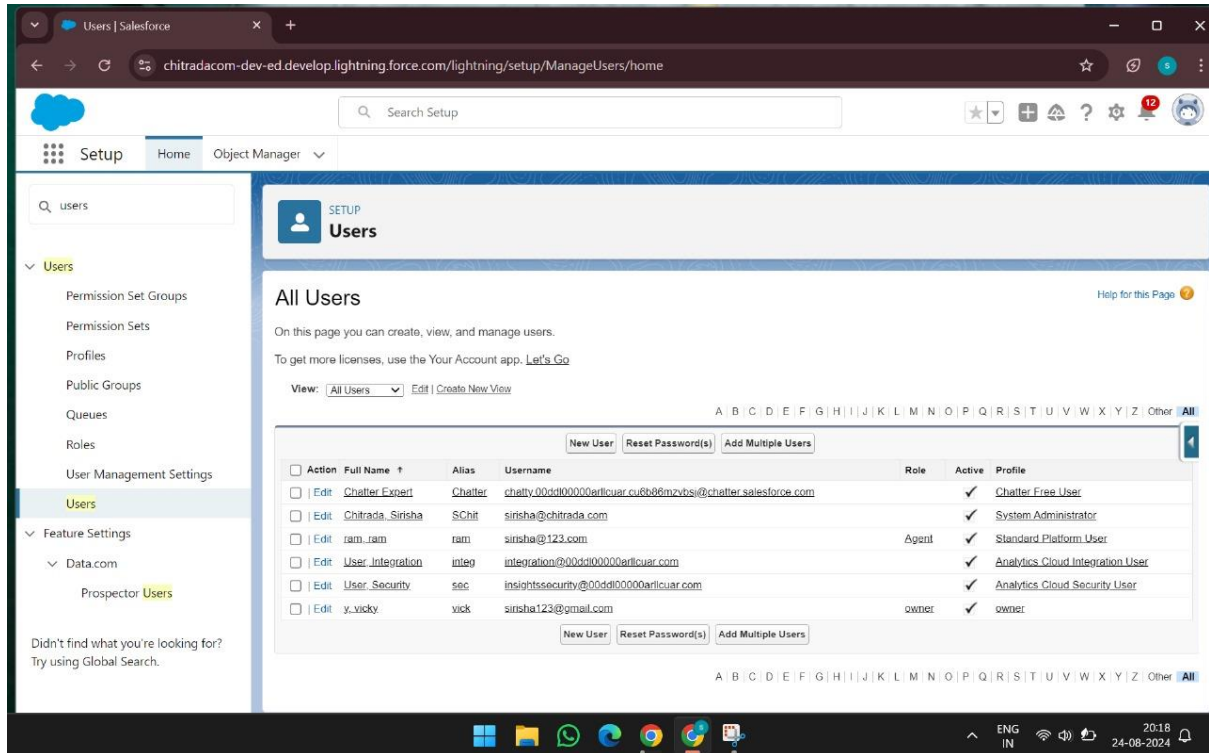 Users | Salesforce
chitradacom-dev-ed.develop.lightning.force.com/lightning/setup/ManageUsers/home
S
Search Setup
12
Setup Home Object Manager
users
SETUP
Users
Users
Permission Set Groups
Permission Sets
Profiles
Public Groups
Queues
Roles
User Management Settings
Users
Feature Settings
Data.com
Prospector Users
Didn't find what you're looking for?
Try using Global Search.
All Users
Help for this Page
On this page you can create, view, and manage users.
To get more licenses, use the Your Account app. Let's Go
View: All Users Edit | Create New View
A | B | C | D | E | F | G | H | I | J | K | L | M | N | O | P | Q | R | S | T | U | V | W | X | Y | Z | Other All
New User Reset Password(s) Add Multiple Users
Action Full Name ↑ Alias Username Role Active Profile
| Edit Chatter Expert Chatter Chatter Free User
| Edit Chitrada, Sirisha SChit sirisha@chitrada.com System Administrator
| Edit ram, ram ram sirisha@123.com Agent Standard Platform User
| Edit User, Integration integ Analytics Cloud Integration User
| Edit User, Security sec Analytics Cloud Security User
| Edit y, vicky vick sirisha123@gmail.com owner owner
New User Reset Password(s) Add Multiple Users
A | B | C | D | E | F | G | H | I | J | K | L | M | N | O | P | Q | R | S | T | U | V | W | X | Y | Z | Other All
ENG
IN
20:18
24-08-2024